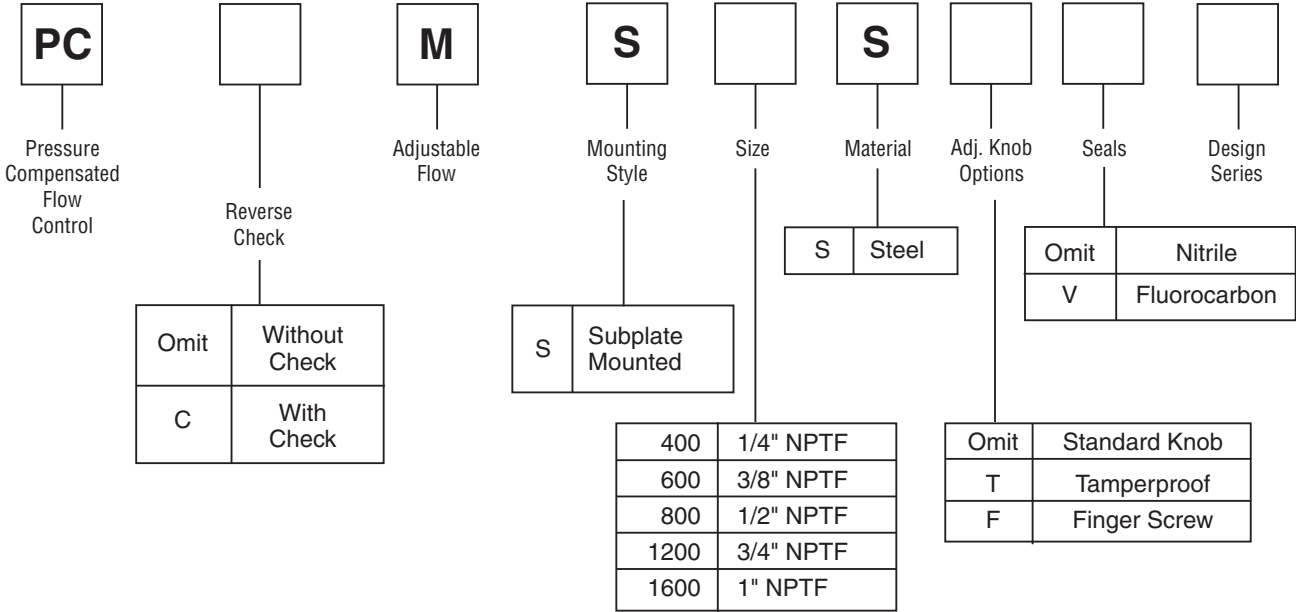 PC
M
S
S
Pressure
Compensated
Flow
Control
Reverse
Check
Adjustable
Flow
Mounting
Style
Size
Material
Adj. Knob
Options
Seals
Design
Series
Omit Without
Check
C With
Check
S Subplate
Mounted
400 1/4" NPTF
600 3/8" NPTF
800 1/2" NPTF
1200 3/4" NPTF
1600 1" NPTF
S Steel
Omit Standard Knob
T Tamperproof
F Finger Screw
Omit Nitrile
V Fluorocarbon